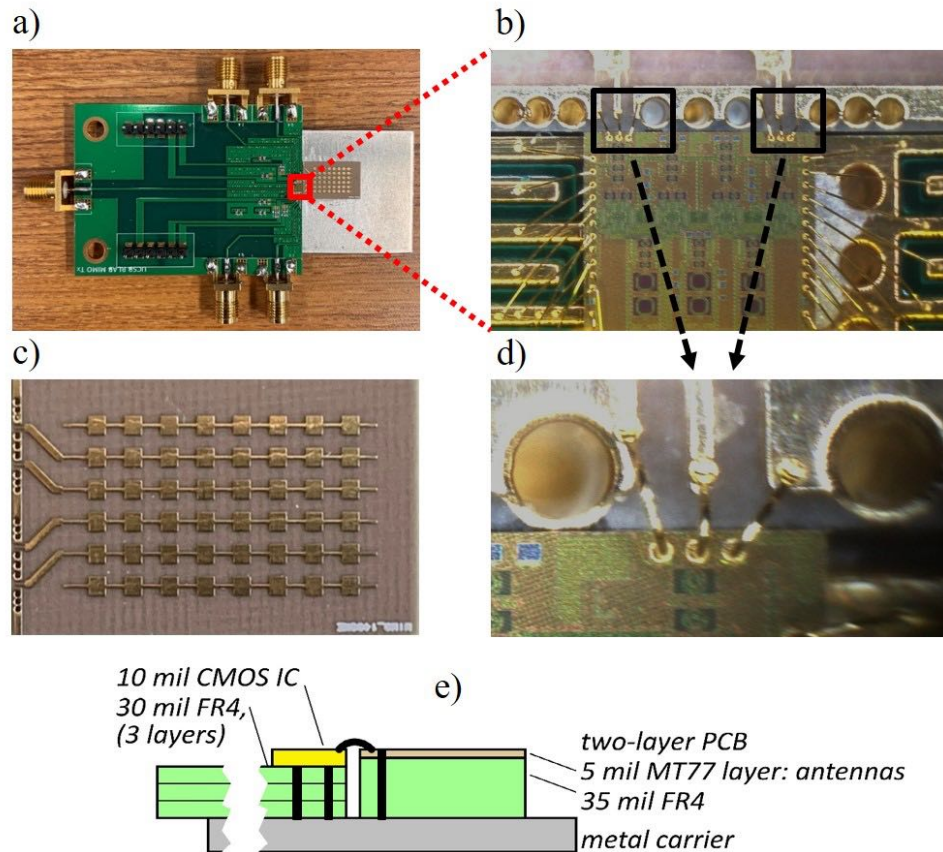 a)
b)
UCSB RLAB MIMO Tx
c)
d)
e)
10 mil CMOS IC
30 mil FR4,
(3 layers)
two-layer PCB
5 mil MT77 layer: antennas
35 mil FR4
metal carrier